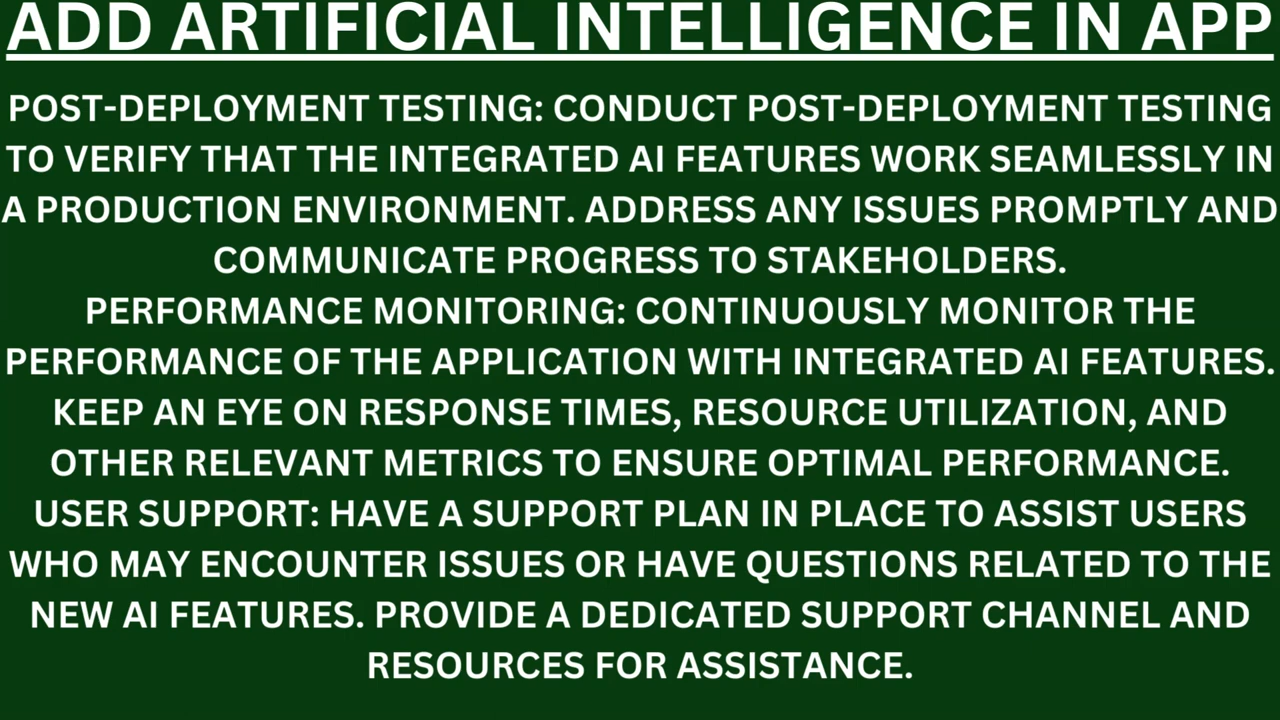 ADD ARTIFICIAL INTELLIGENCE IN APP
POST-DEPLOYMENT TESTING: CONDUCT POST-DEPLOYMENT TESTING
TO VERIFY THAT THE INTEGRATED AI FEATURES WORK SEAMLESSLY IN
A PRODUCTION ENVIRONMENT. ADDRESS ANY ISSUES PROMPTLY AND
COMMUNICATE PROGRESS TO STAKEHOLDERS.
PERFORMANCE MONITORING: CONTINUOUSLY MONITOR THE
PERFORMANCE OF THE APPLICATION WITH INTEGRATED AI FEATURES.
KEEP AN EYE ON RESPONSE TIMES, RESOURCE UTILIZATION, AND
OTHER RELEVANT METRICS TO ENSURE OPTIMAL PERFORMANCE.
USER SUPPORT: HAVE A SUPPORT PLAN IN PLACE TO ASSIST USERS
WHO MAY ENCOUNTER ISSUES OR HAVE QUESTIONS RELATED TO THE
NEW AI FEATURES. PROVIDE A DEDICATED SUPPORT CHANNEL AND
RESOURCES FOR ASSISTANCE.